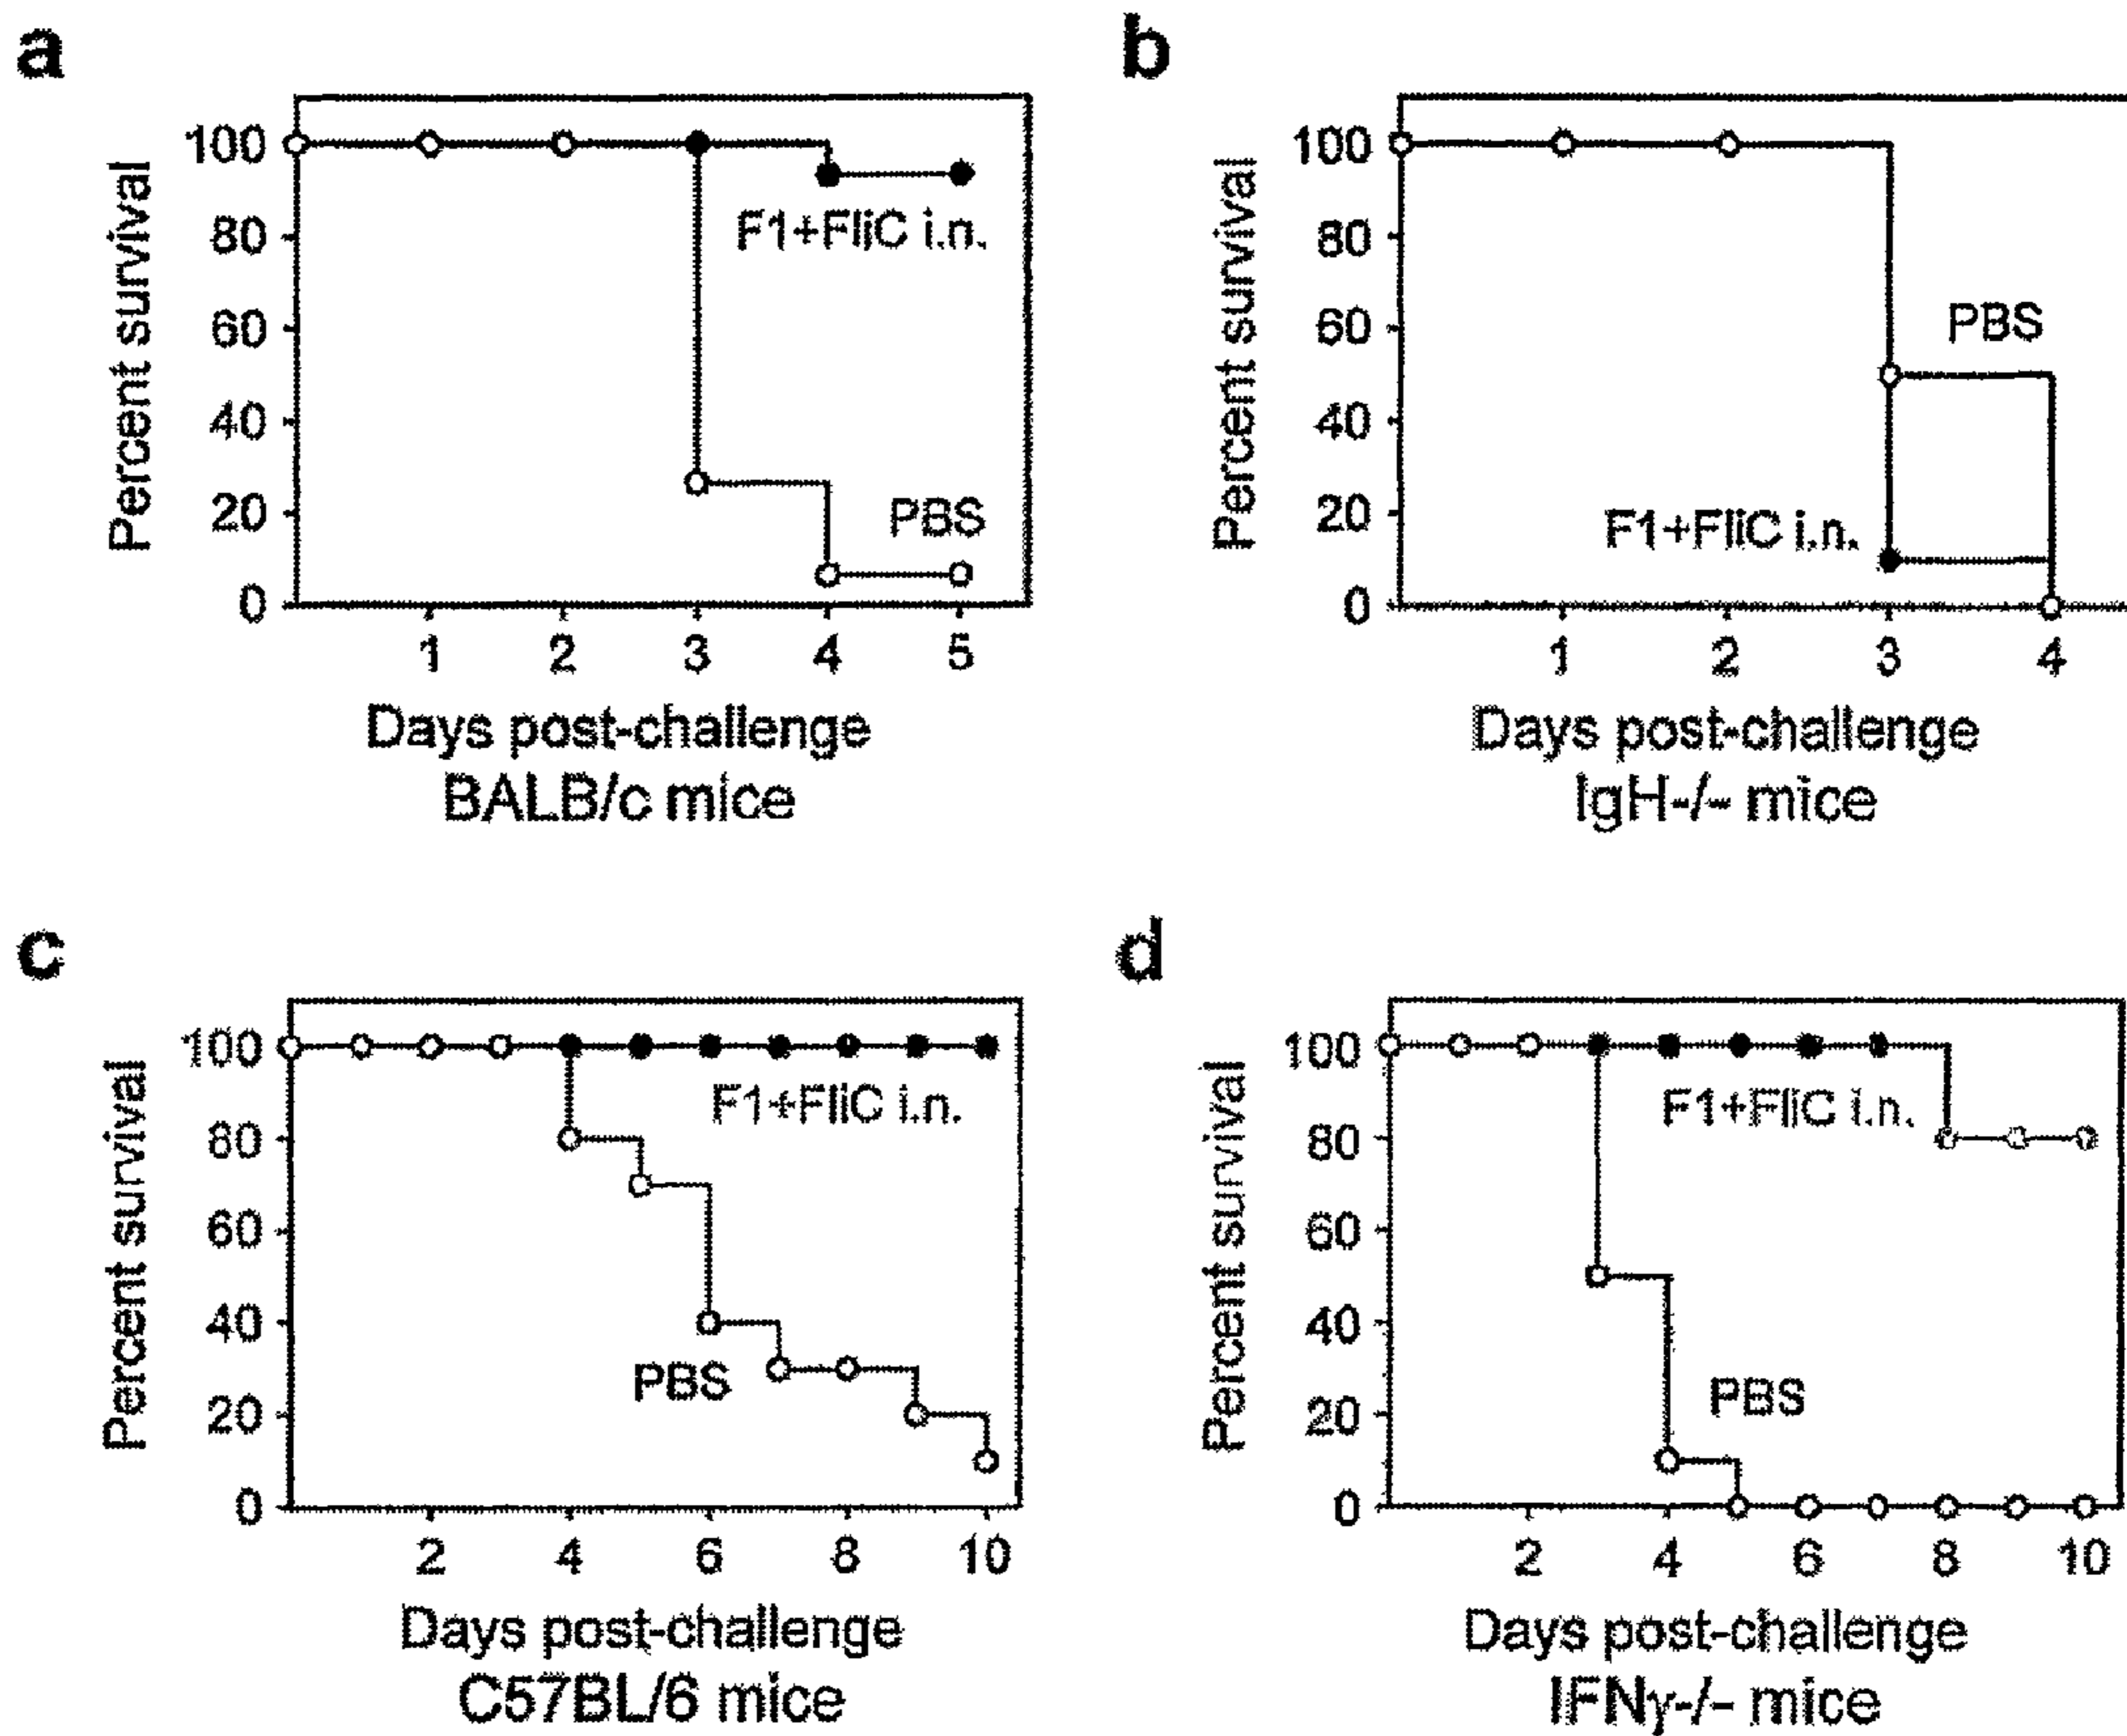 a
Percent survival
100
80
60
40
20
0
F1+FliC i.n.
PBS
1 2 3 4 5
Days post-challenge
BALB/c mice
b
Percent survival
100
80
60
40
20
0
PBS
F1+FliC i.n.
1 2 3 4
Days post-challenge
IgH-/- mice
c
Percent survival
100
80
60
40
20
0
F1+FliC i.n.
PBS
2 4 6 8 10
Days post-challenge
C57BL/6 mice
d
Percent survival
100
80
60
40
20
0
F1+FliC i.n.
PBS
2 4 6 8 10
Days post-challenge
IFNγ-/- mice